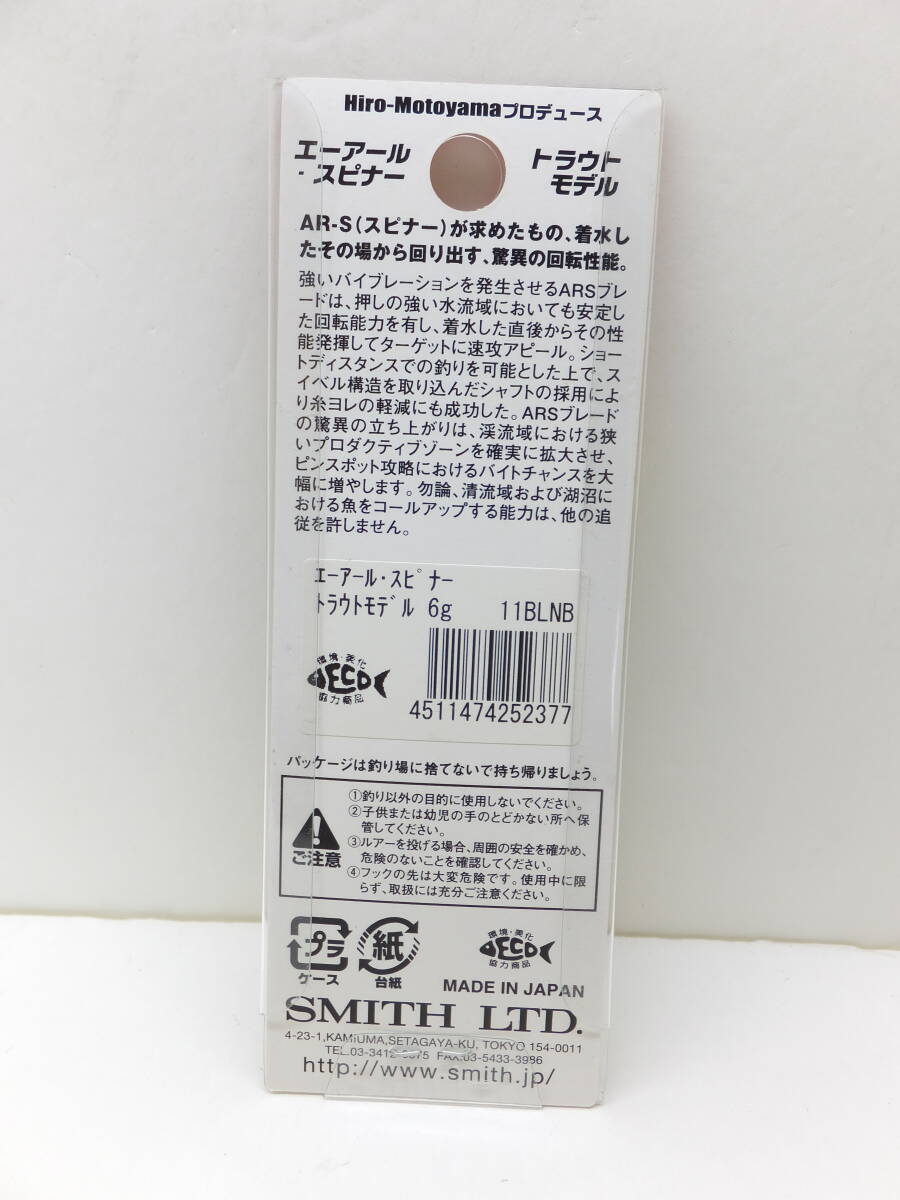 Hiro-Motoyamaプロデュース
エーアール
・スピナー
トラウト
モデル
AR-S(スピナー)が求めたもの、着水し
たその場から回り出す、驚異の回転性能。
強いバイブレーションを発生させるARSブレ
ードは、押しの強い水流域においても安定し
た回転能力を有し、着水した直後からその性
能発揮してターゲットに速攻アピール。ショー
トディスタンスでの釣りを可能とした上で、ス
イベル構造を取り込んだシャフトの採用によ
り糸ヨレの軽減にも成功した。ARSブレード
の驚異の立ち上がりは、渓流域における狭
いプロダクティブゾーンを確実に拡大させ、
ピンスポット攻略におけるバイトチャンスを大
幅に増やします。勿論、清流域および湖沼に
おける魚をコールアップする能力は、他の追
従を許しません。
エーアール・スピナー
トラウトモデル 6g 11BLNB
環境・美化
ECO
協力商品
4511474252377
パッケージは釣り場に捨てないで持ち帰りましょう。
ご注意
①釣り以外の目的に使用しないでください。
②子供または幼児の手のとどかない所へ保
管してください。
③ルアーを投げる場合、周囲の安全を確かめ、
危険のないことを確認してください。
④フックの先は大変危険です。使用中に限
らず、取扱には充分ご注意ください。
プラ
ケース
紙
台紙
環境・美化
ECO
協力商品
MADE IN JAPAN
SMITH LTD.
4-23-1,KAMIUMA,SETAGAYA-KU, TOKYO 154-0011
TEL.03-3412- FAX.03-5433-3986
http://www.smith.jp/